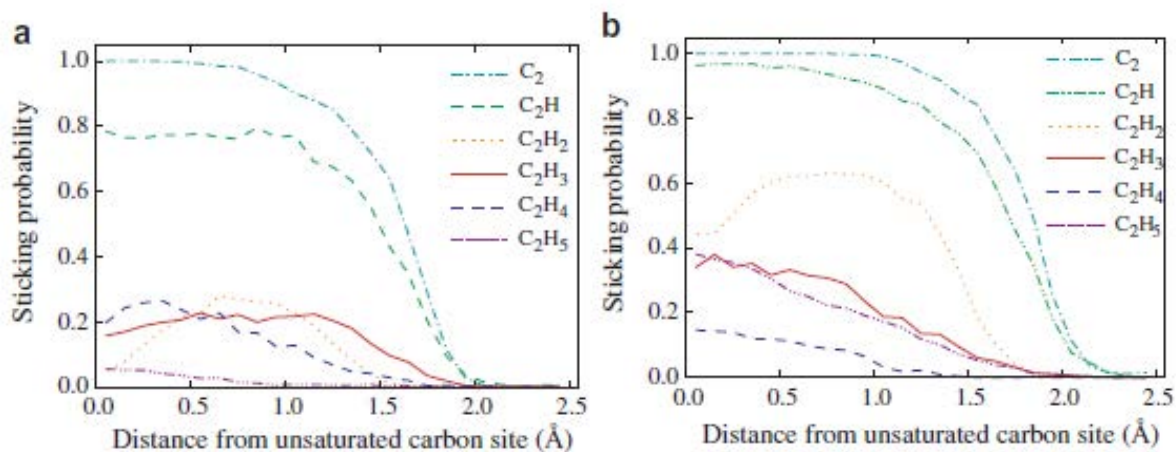 a
Sticking probability
1.0
0.8
0.6
0.4
0.2
0.0
0.0 0.5 1.0 1.5 2.0 2.5
Distance from unsaturated carbon site (Å)
C₂
C₂H
C₂H₂
C₂H₃
C₂H₄
C₂H₅
b
Sticking probability
1.0
0.8
0.6
0.4
0.2
0.0
0.0 0.5 1.0 1.5 2.0 2.5
Distance from unsaturated carbon site (Å)
C₂
C₂H
C₂H₂
C₂H₃
C₂H₄
C₂H₅